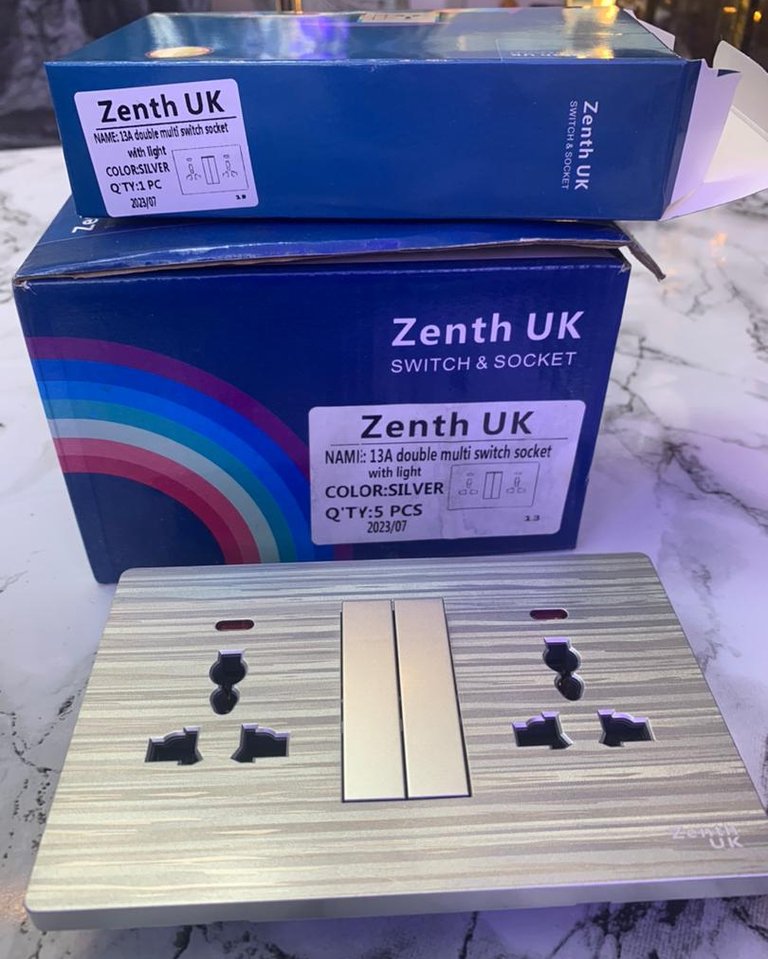 Zenth UK
NAME: 13A double multi switch socket
with light
COLOR:SILVER
Q'TY:1 PC
2023/07
Zenth UK
SWITCH & SOCKET
Ze
Zenth UK
SWITCH & SOCKET
Zenth UK
NAME: 13A double multi switch socket
with light
COLOR:SILVER
Q'TY:5 PCS
2023/07
13
Zenth
UK